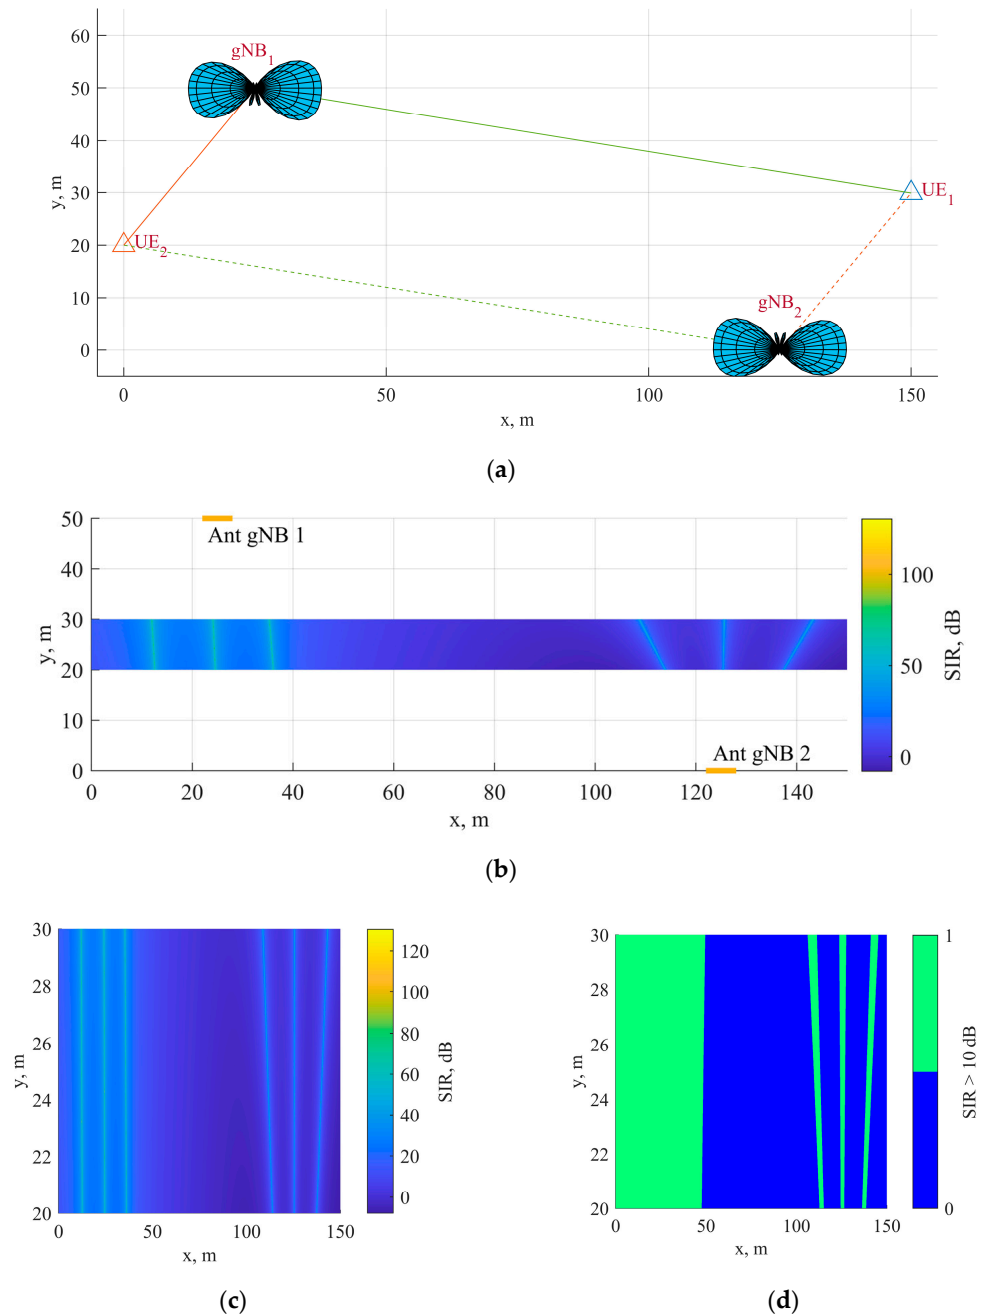 60
50
40
30
20
10
0
y, m
gNB1
UE1
UE2
gNB2
0 50 100 150
x, m
(a)
50
40
30
20
10
0
y, m
Ant gNB 1
Ant gNB 2
0 20 40 60 80 100 120 140
x, m
100
50
0
SIR, dB
(b)
30
28
26
24
22
20
y, m
0 50 100 150
x, m
120
100
80
60
40
20
0
SIR, dB
(c)
30
28
26
24
22
20
y, m
0 50 100 150
x, m
1
0
SIR > 10 dB
(d)